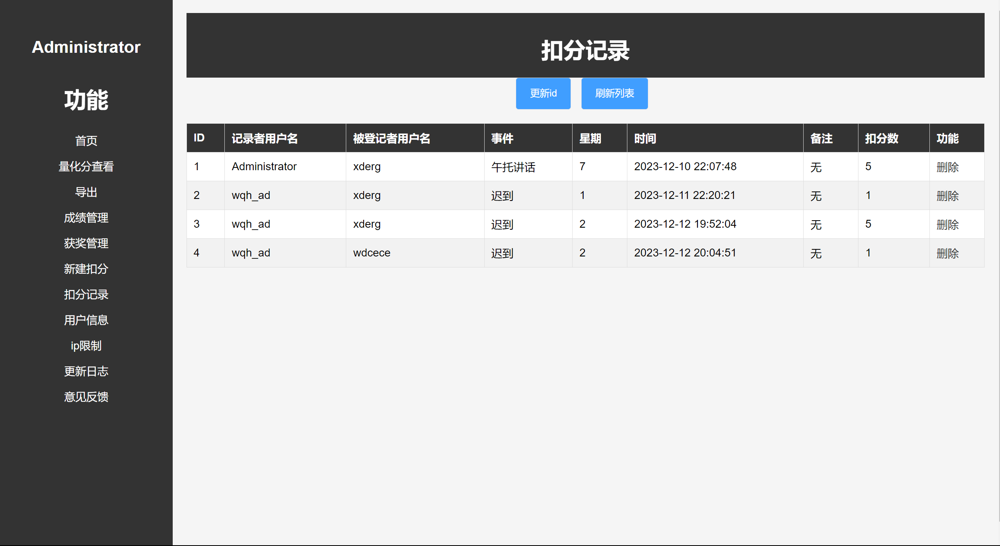 Administrator
功能
首页
量化分查看
导出
成绩管理
获奖管理
新建扣分
扣分记录
用户信息
ip限制
更新日志
意见反馈
扣分记录
更新id 刷新列表
ID 记录者用户名 被登记者用户名 事件 星期 时间 备注 扣分数 功能
1 Administrator xderg 午托讲话 7 2023-12-10 22:07:48 无 5 删除
2 wqh_ad xderg 迟到 1 2023-12-11 22:20:21 无 1 删除
3 wqh_ad xderg 迟到 2 2023-12-12 19:52:04 无 5 删除
4 wqh_ad wdcece 迟到 2 2023-12-12 20:04:51 无 1 删除